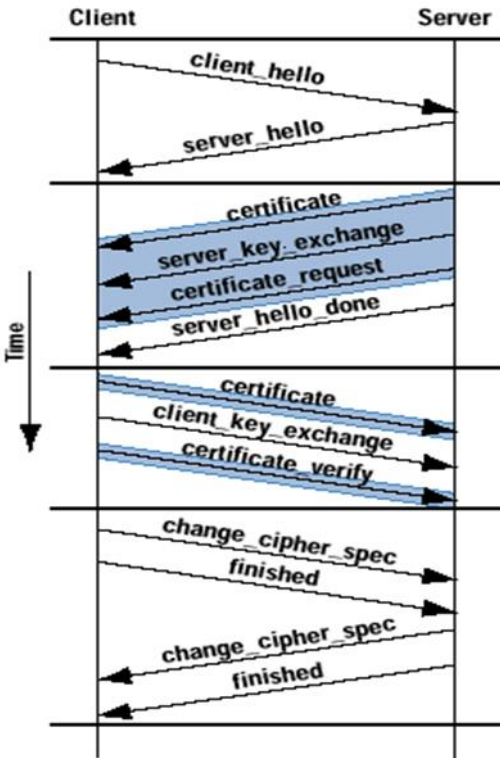 Client Server
client_hello
server_hello
certificate
server_key_exchange
certificate_request
server_hello_done
Time
certificate
client_key_exchange
certificate_verify
change_cipher_spec
finished
change_cipher_spec
finished